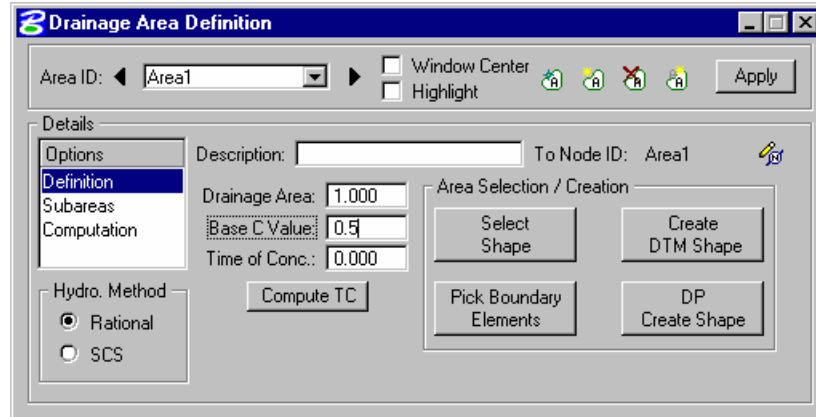 Drainage Area Definition
Area ID: Area1
Window Center
Highlight
Apply
Details
Options
Definition
Subareas
Computation
Description:
To Node ID: Area1
Drainage Area: 1.000
Base C Value: 0.5
Time of Conc.: 0.000
Compute TC
Area Selection / Creation
Select
Shape
Create
DTM Shape
Pick Boundary
Elements
DP
Create Shape
Hydro. Method
Rational
SCS